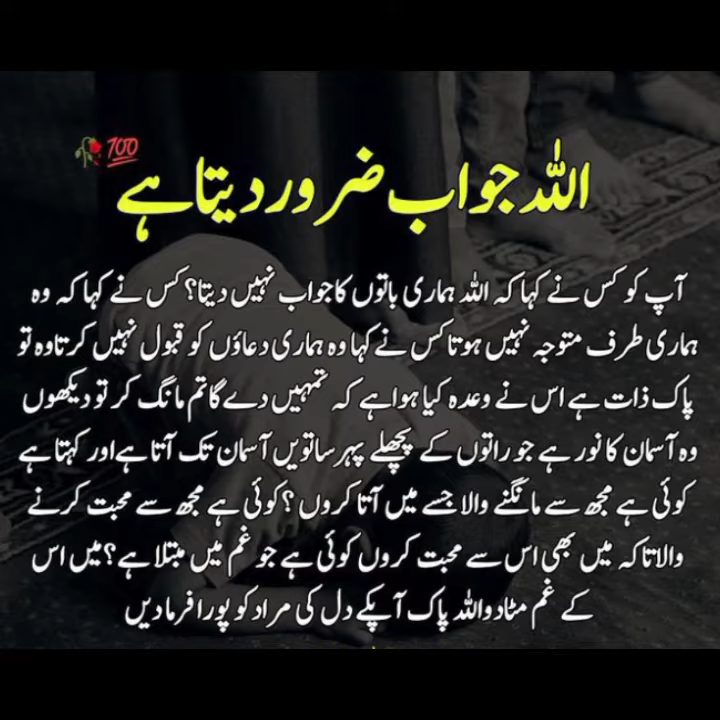 💯🥀
اللہ جواب ضرور دیتا ہے
آپ کو کس نے کہا کہ اللہ ہماری باتوں کا جواب نہیں دیتا؟ کس نے کہا کہ وہ
ہماری طرف متوجہ نہیں ہوتا کس نے کہا وہ ہماری دعاؤں کو قبول نہیں کرتا وہ تو
پاک ذات ہے اس نے وعدہ کیا ہوا ہے کہ تمہیں دے گا تم مانگ کر تو دیکھوں
وہ آسمان کا نور ہے جو راتوں کے پچھلے پہر ساتویں آسمان تک آتا ہے اور کہتا ہے
کوئی ہے مجھ سے مانگنے والا جسے میں آتا کروں ؟ کوئی ہے مجھ سے محبت کرنے
والا تاکہ میں بھی اس سے محبت کروں کوئی ہے جو غم میں مبتلا ہے؟ میں اس
کے غم مٹا دو اللہ پاک آپکے دل کی مراد کو پورا فرما دیں